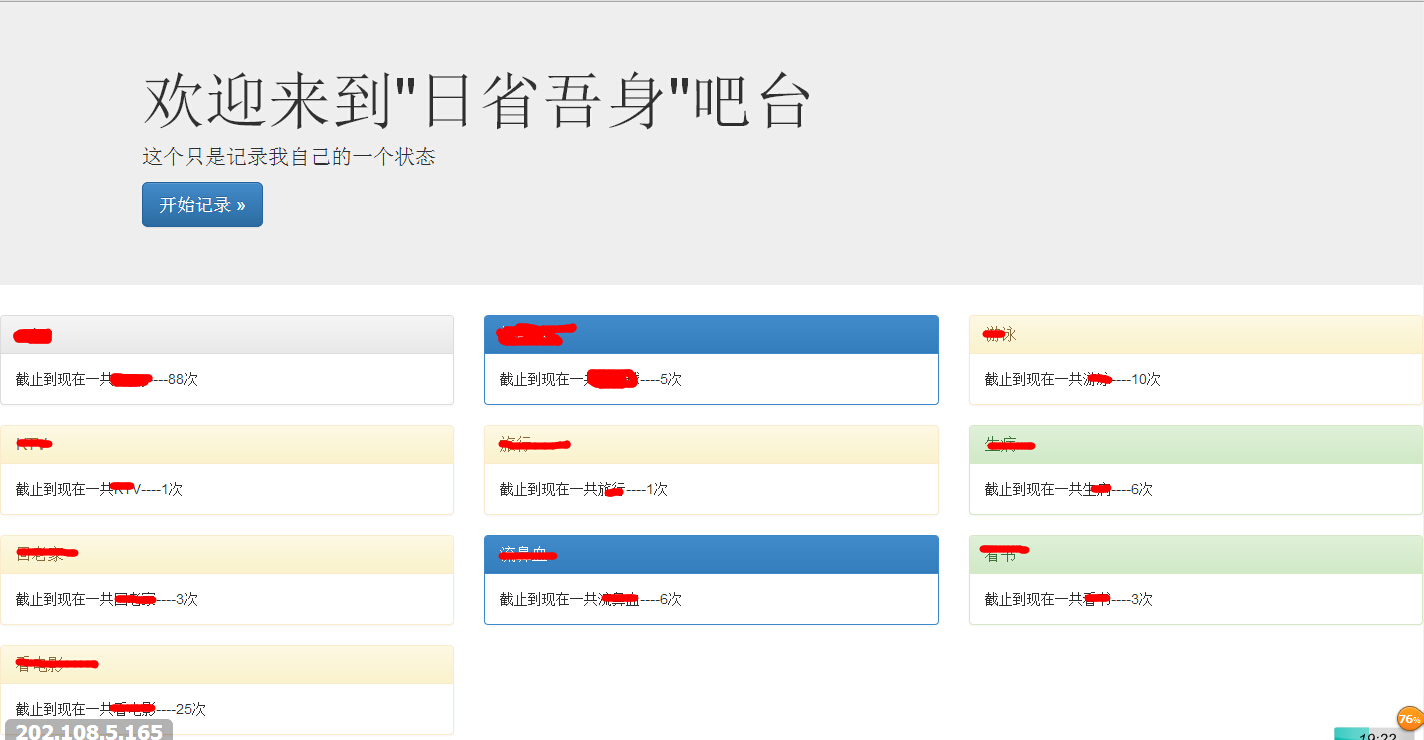 欢迎来到"日省吾身"吧台
这个只是记录我自己的一个状态
开始记录 »
截止到现在一共 ----88次
截止到现在一共 ----5次
游泳
截止到现在一共游泳----10次
KTV
截止到现在一共KTV----1次
旅行
截止到现在一共旅行----1次
生病
截止到现在一共生病----6次
回老家
截止到现在一共回老家----3次
流鼻血
截止到现在一共流鼻血----6次
看书
截止到现在一共看书----3次
看电影
截止到现在一共看电影----25次
202.108.5.165
76%
19:22